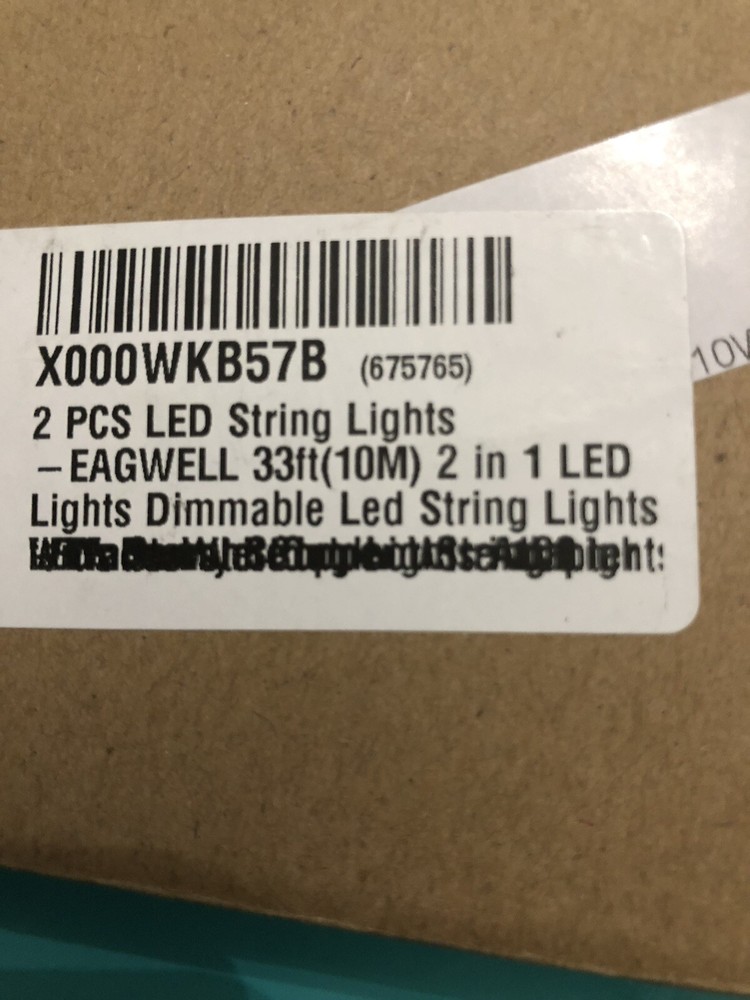 X000WKB57B (675765)
2 PCS LED String Lights
–EAGWELL 33ft(10M) 2 in 1 LED
Lights Dimmable Led String Lights
10V